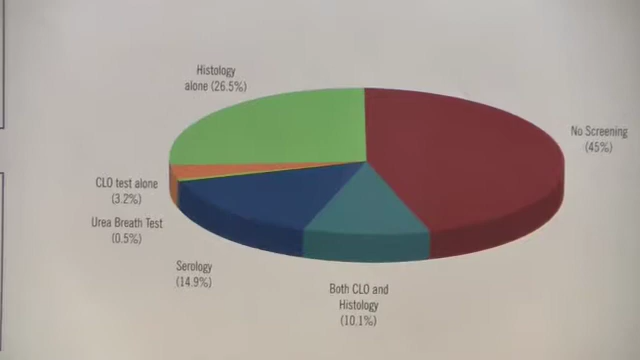 Histology
alone (26.5%)
No Screening
(45%)
CLO test alone
(3.2%)
Urea Breath Test
(0.5%)
Serology
(14.9%)
Both CLO and
Histology
(10.1%)